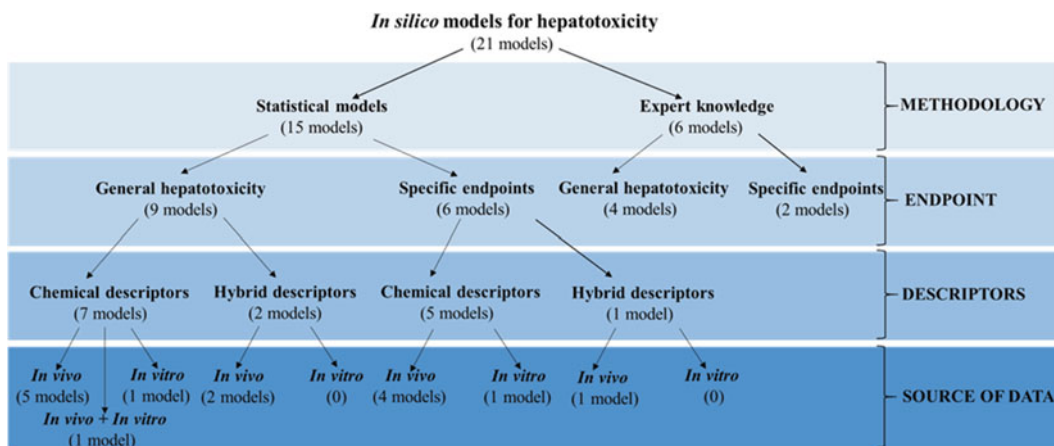 In silico models for hepatotoxicity
(21 models)
Statistical models
(15 models)
Expert knowledge
(6 models)
METHODOLOGY
General hepatotoxicity
(9 models)
Specific endpoints
(6 models)
General hepatotoxicity
(4 models)
Specific endpoints
(2 models)
ENDPOINT
Chemical descriptors
(7 models)
Hybrid descriptors
(2 models)
Chemical descriptors
(5 models)
Hybrid descriptors
(1 model)
DESCRIPTORS
In vivo
(5 models)
In vitro
(1 model)
In vivo + In vitro
(1 model)
In vivo
(2 models)
In vitro
(0)
In vivo
(4 models)
In vitro
(1 model)
In vivo
(1 model)
In vitro
(0)
SOURCE OF DATA